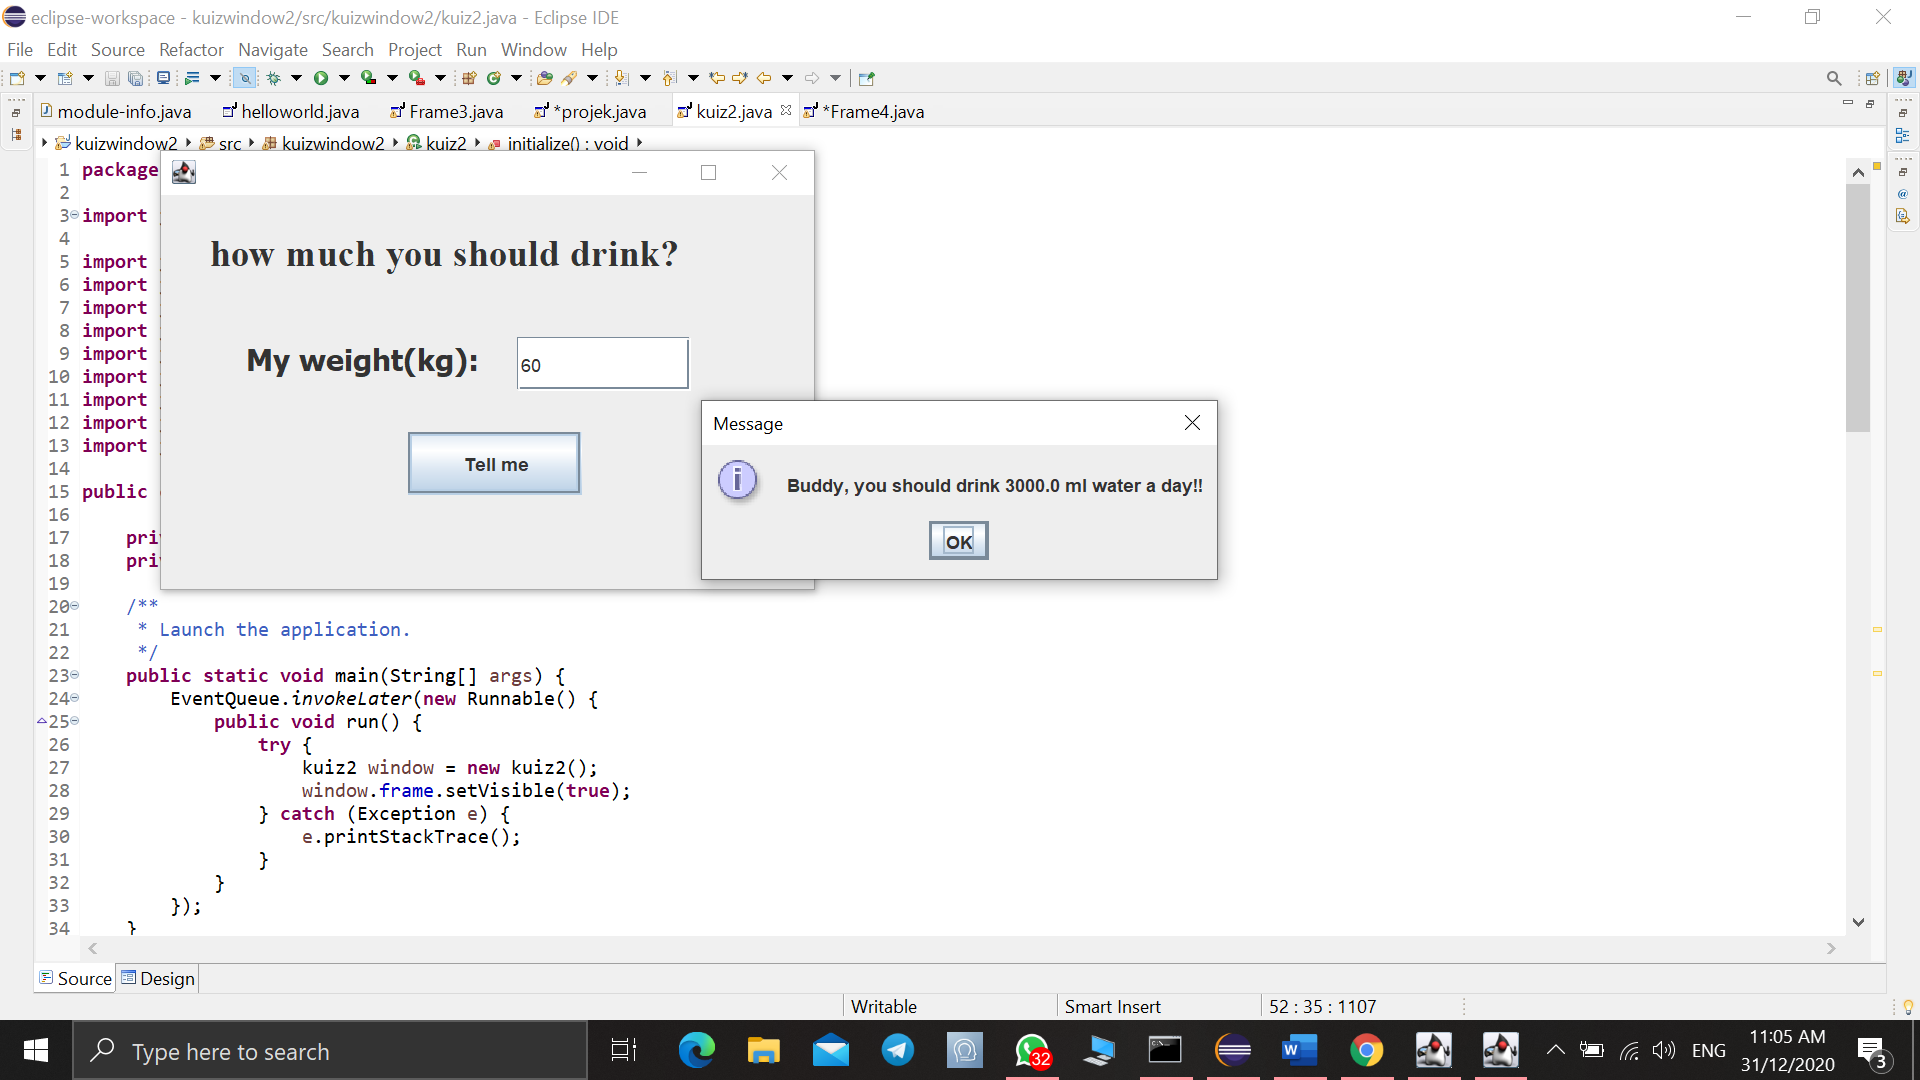 eclipse-workspace - kuizwindow2/src/kuizwindow2/kuiz2.java - Eclipse IDE
File Edit Source Refactor Navigate Search Project Run Window Help
module-info.java helloworld.java Frame3.java *projek.java kuiz2.java *Frame4.java
kuizwindow2 src kuizwindow2 kuiz2 initialize() : void
1 package
2
3 import
4
5 import
6 import
7 import
8 import
9 import
10 import
11 import
12 import
13 import
14
15 public
16
17 pri
18 pri
19
how much you should drink?
My weight(kg): 60
Tell me
Message
Buddy, you should drink 3000.0 ml water a day!!
OK
20 /**
21 * Launch the application.
22 */
23 public static void main(String[] args) {
24 EventQueue.invokeLater(new Runnable() {
25 public void run() {
26 try {
27 kuiz2 window = new kuiz2();
28 window.frame.setVisible(true);
29 } catch (Exception e) {
30 e.printStackTrace();
31 }
32 }
33 });
34 }
Source Design
Writable Smart Insert 52 : 35 : 1107
Type here to search
32
ENG
11:05 AM
31/12/2020
3